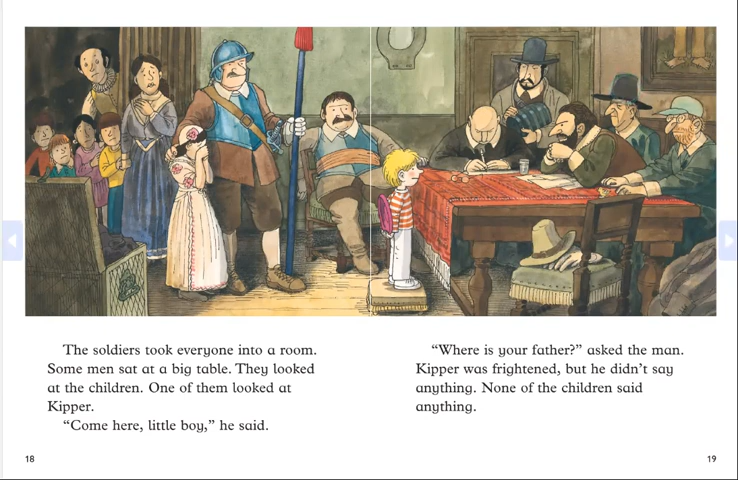 The soldiers took everyone into a room.
Some men sat at a big table. They looked
at the children. One of them looked at
Kipper.
“Come here, little boy,” he said.
18
“Where is your father?” asked the man.
Kipper was frightened, but he didn’t say
anything. None of the children said
anything.
19